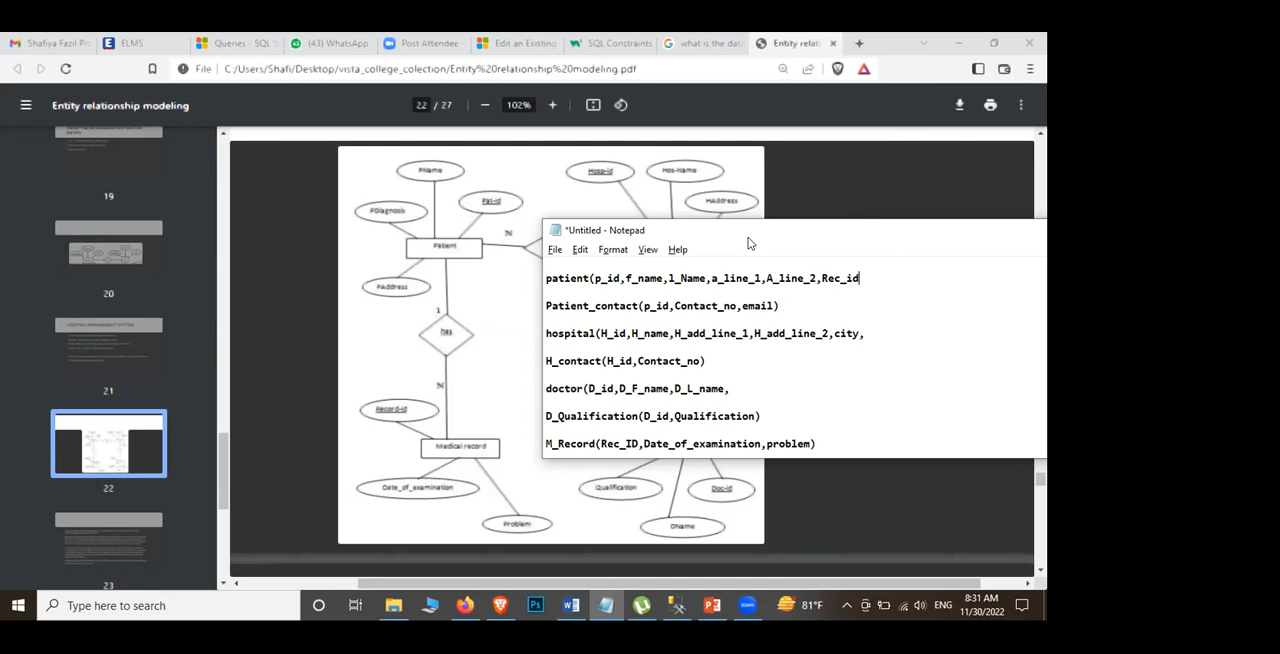 Shafiya Fazil Pro
ELMS
Queries - SQL S
(43) WhatsApp
Post Attendee
Edit an Existing
SQL Constraints
what is the data
Entity rela
File
C:/Users/Shafi/Desktop/vista_college_colection/Entity%20relationship%20modeling.pdf
Entity relationship modeling
22 / 27
102%
19
20
HOSPITAL MANAGEMENT SYSTEM
21
22
23
PName
Pat-id
PDiagnosis
Patient
N
PAddress
1
has
N
Record-id
Medical record
Date_of_examination
Problem
Hosp-id
Hos-Name
HAddress
Qualification
Doc-id
DName
*Untitled - Notepad
File Edit Format View Help
patient(p_id,f_name,l_Name,a_line_1,A_line_2,Rec_id
Patient_contact(p_id,Contact_no,email)
hospital(H_id,H_name,H_add_line_1,H_add_line_2,city,
H_contact(H_id,Contact_no)
doctor(D_id,D_F_name,D_L_name,
D_Qualification(D_id,Qualification)
M_Record(Rec_ID,Date_of_examination,problem)
Type here to search
81°F
ENG
8:31 AM
11/30/2022